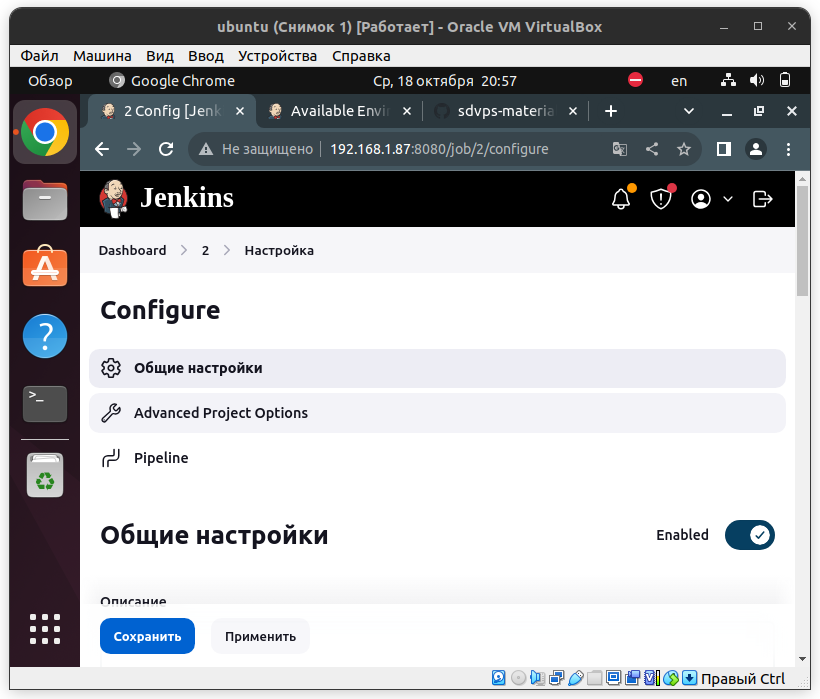 ubuntu (Снимок 1) [Работает] - Oracle VM VirtualBox
Файл Машина Вид Ввод Устройства Справка
Обзор Google Chrome Ср, 18 октября 20:57 en
2 Config [Jenk Available Envi sdvps-materia
Не защищено 192.168.1.87:8080/job/2/configure
Jenkins
Dashboard 2 Настройка
Configure
Общие настройки
Advanced Project Options
Pipeline
Общие настройки Enabled
Описание
Сохранить Применить
Правый Ctrl